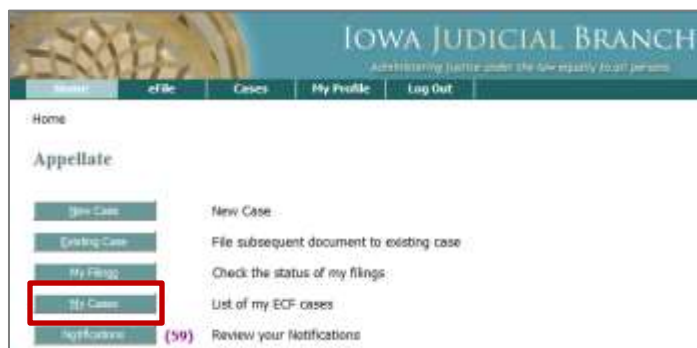 IOWA JUDICIAL BRANCH
Administering justice under the law equally to all persons
Home eFile Cases My Profile Log Out
Home
Appellate
New Case New Case
Existing Case File subsequent document to existing case
My Filings Check the status of my filings
My Cases List of my ECF cases
Notifications (59) Review your Notifications